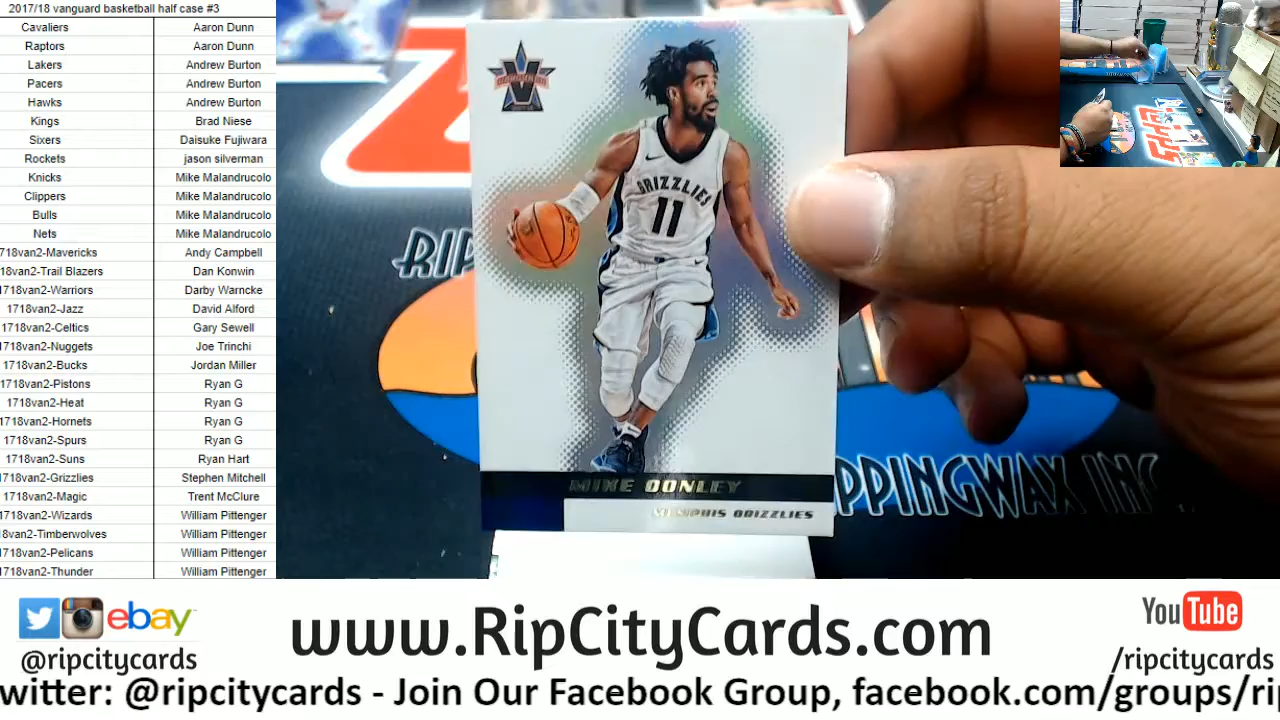 2017/18 vanguard basketball half case #3
Cavaliers Aaron Dunn
Raptors Aaron Dunn
Lakers Andrew Burton
Pacers Andrew Burton
Hawks Andrew Burton
Kings Brad Niese
Sixers Daisuke Fujiwara
Rockets jason silverman
Knicks Mike Malandrucolo
Clippers Mike Malandrucolo
Bulls Mike Malandrucolo
Nets Mike Malandrucolo
1718van2-Mavericks Andy Campbell
18van2-Trail Blazers Dan Konwin
1718van2-Warriors Darby Warncke
1718van2-Jazz David Alford
1718van2-Celtics Gary Sewell
1718van2-Nuggets Joe Trinchi
1718van2-Bucks Jordan Miller
1718van2-Pistons Ryan G
1718van2-Heat Ryan G
1718van2-Hornets Ryan G
1718van2-Spurs Ryan G
1718van2-Suns Ryan Hart
1718van2-Grizzlies Stephen Mitchell
1718van2-Magic Trent McClure
1718van2-Wizards William Pittenger
18van2-Timberwolves William Pittenger
1718van2-Pelicans William Pittenger
1718van2-Thunder William Pittenger
V
GRIZZLIES
11
MIKE CONLEY
MEMPHIS GRIZZLIES
RIP
PPINGWAX INC
ebay
@ripcitycards
www.RipCityCards.com
YouTube
/ripcitycards
witter: @ripcitycards - Join Our Facebook Group, facebook.com/groups/rip